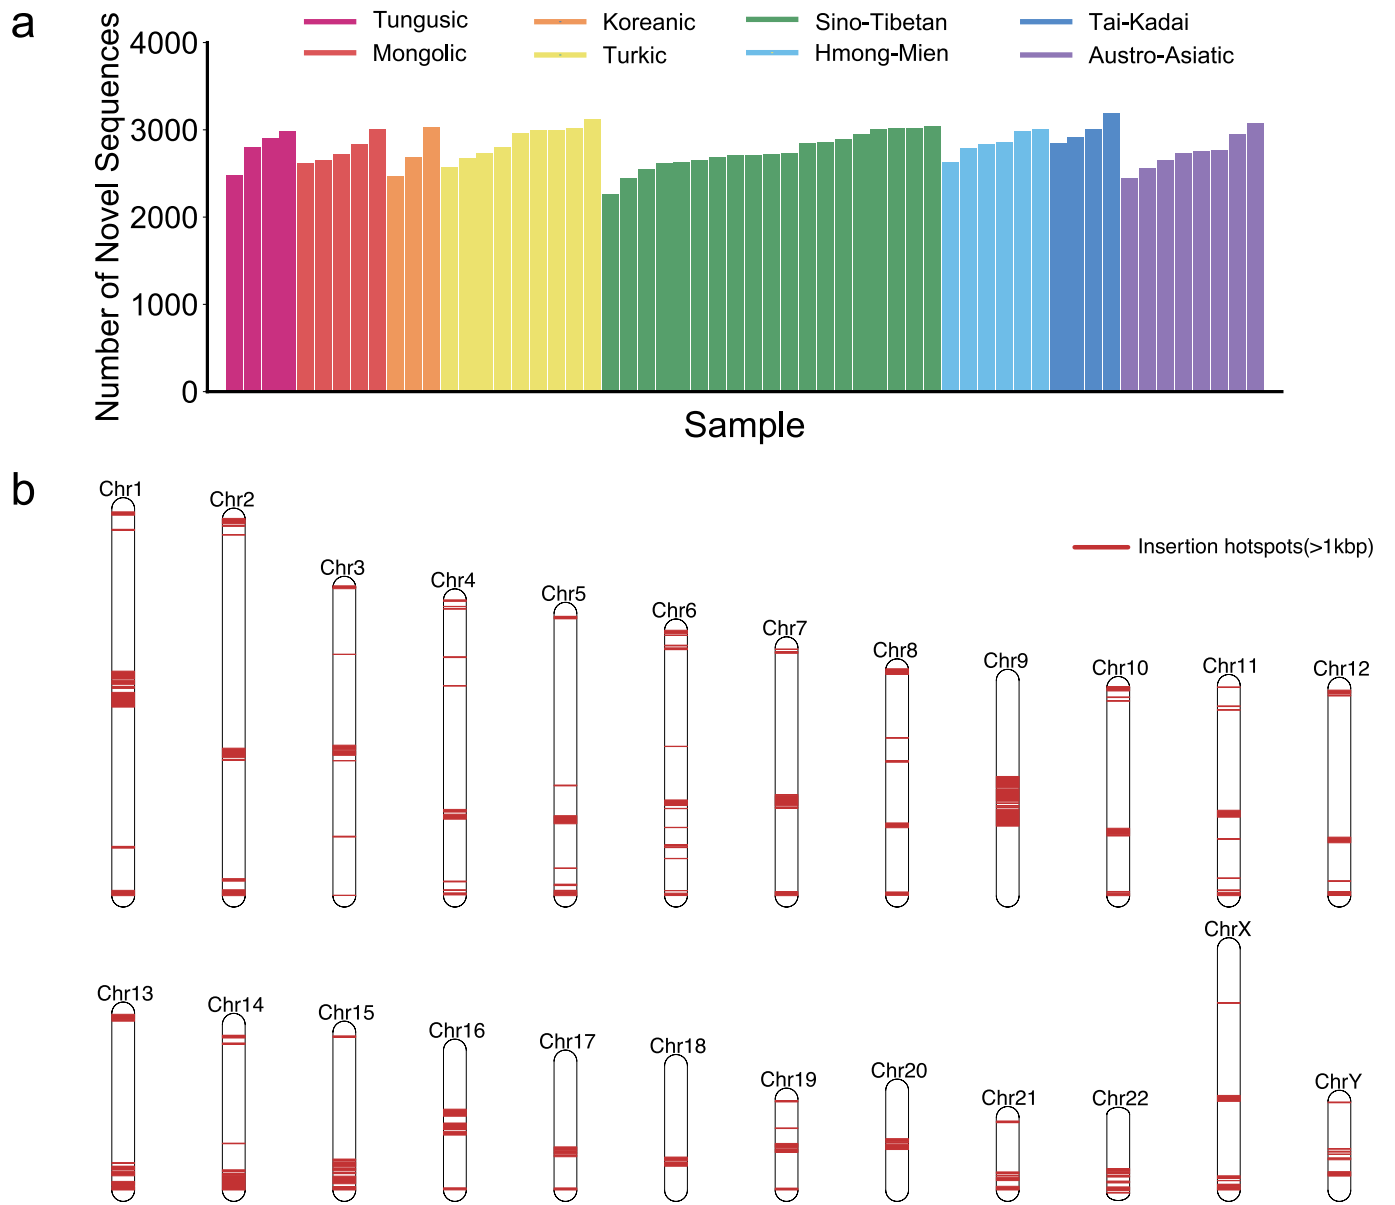 a
Tungusic Koreanic Sino-Tibetan Tai-Kadai
Mongolic Turkic Hmong-Mien Austro-Asiatic
Number of Novel Sequences
4000
3000
2000
1000
0
Sample
b
Insertion hotspots(>1kbp)
Chr1 Chr2 Chr3 Chr4 Chr5 Chr6 Chr7 Chr8 Chr9 Chr10 Chr11 Chr12
Chr13 Chr14 Chr15 Chr16 Chr17 Chr18 Chr19 Chr20 Chr21 Chr22 ChrX ChrY